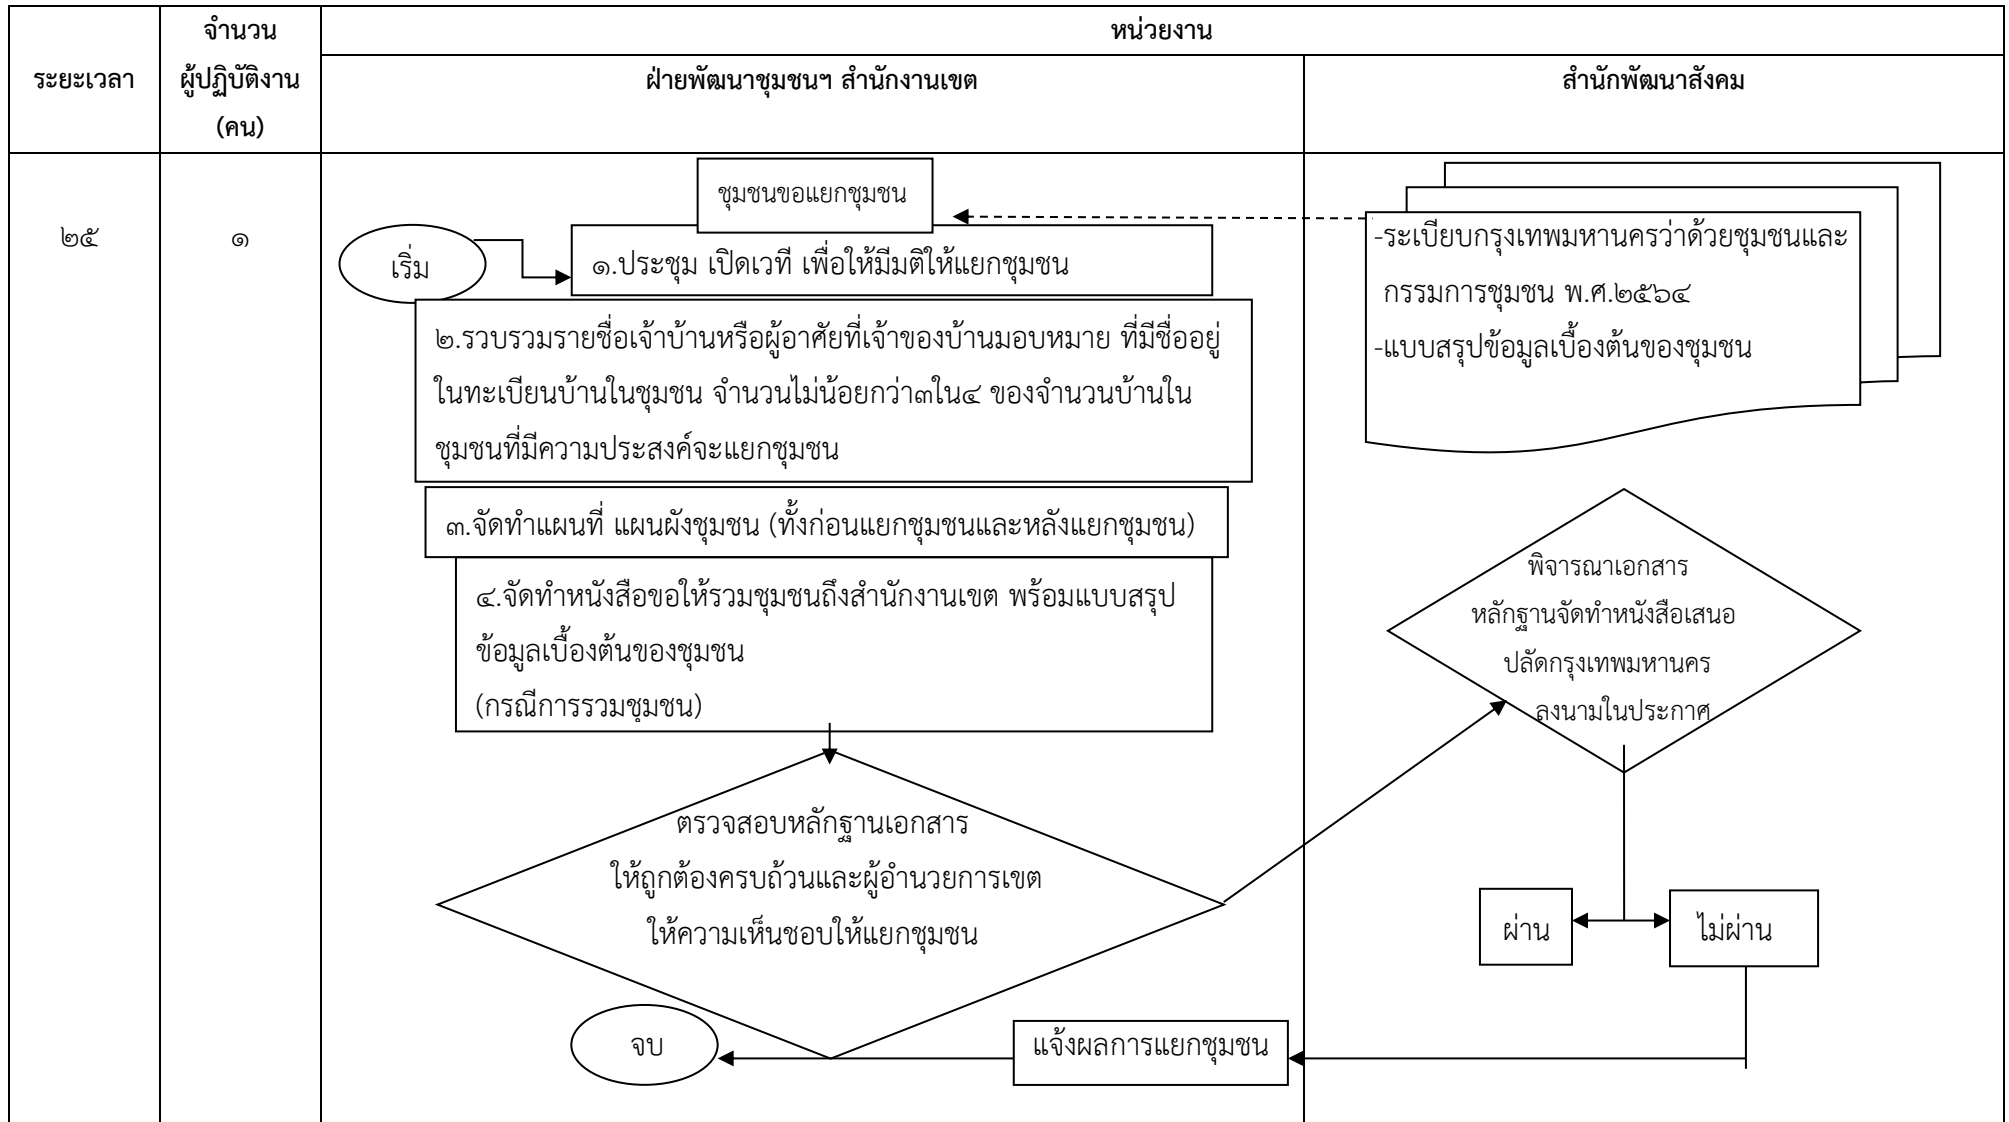 ระยะเวลา
จำนวน
ผู้ปฏิบัติงาน
(คน)
หน่วยงาน
ฝ่ายพัฒนาชุมชนฯ สำนักงานเขต
สำนักพัฒนาสังคม
๒๕
๑
ชุมชนขอแยกชุมชน
เริ่ม
๑.ประชุม เปิดเวที เพื่อให้มีมติให้แยกชุมชน
๒.รวบรวมรายชื่อเจ้าบ้านหรือผู้อาศัยที่เจ้าของบ้านมอบหมาย ที่มีชื่ออยู่
ในทะเบียนบ้านในชุมชน จำนวนไม่น้อยกว่า๓ใน๔ ของจำนวนบ้านใน
ชุมชนที่มีความประสงค์จะแยกชุมชน
๓.จัดทำแผนที่ แผนผังชุมชน (ทั้งก่อนแยกชุมชนและหลังแยกชุมชน)
๔.จัดทำหนังสือขอให้รวมชุมชนถึงสำนักงานเขต พร้อมแบบสรุป
ข้อมูลเบื้องต้นของชุมชน
(กรณีการรวมชุมชน)
ตรวจสอบหลักฐานเอกสาร
ให้ถูกต้องครบถ้วนและผู้อำนวยการเขต
ให้ความเห็นชอบให้แยกชุมชน
จบ
แจ้งผลการแยกชุมชน
-ระเบียบกรุงเทพมหานครว่าด้วยชุมชนและ
กรรมการชุมชน พ.ศ.๒๕๖๔
-แบบสรุปข้อมูลเบื้องต้นของชุมชน
พิจารณาเอกสาร
หลักฐานจัดทำหนังสือเสนอ
ปลัดกรุงเทพมหานคร
ลงนามในประกาศ
ผ่าน
ไม่ผ่าน